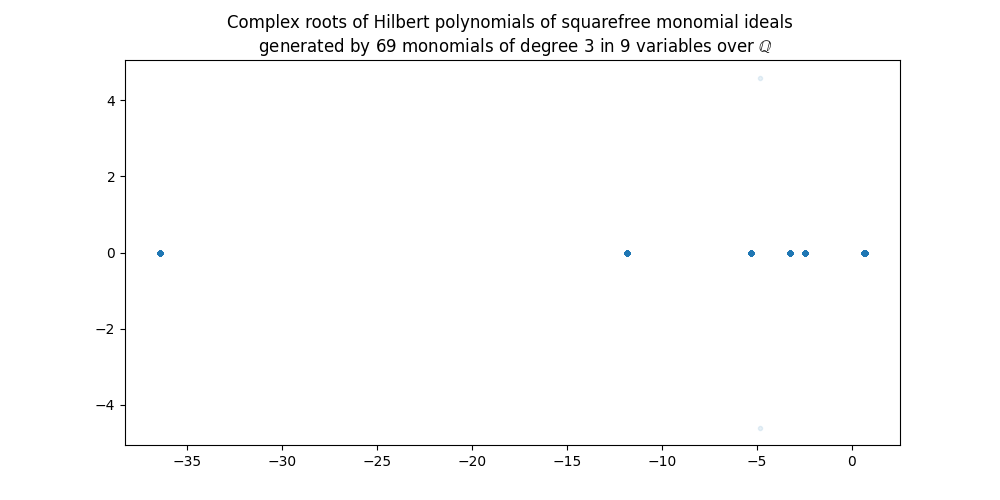 Complex roots of Hilbert polynomials of squarefree monomial ideals
generated by 69 monomials of degree 3 in 9 variables over ℚ
4
2
0
−2
−4
−35 −30 −25 −20 −15 −10 −5 0